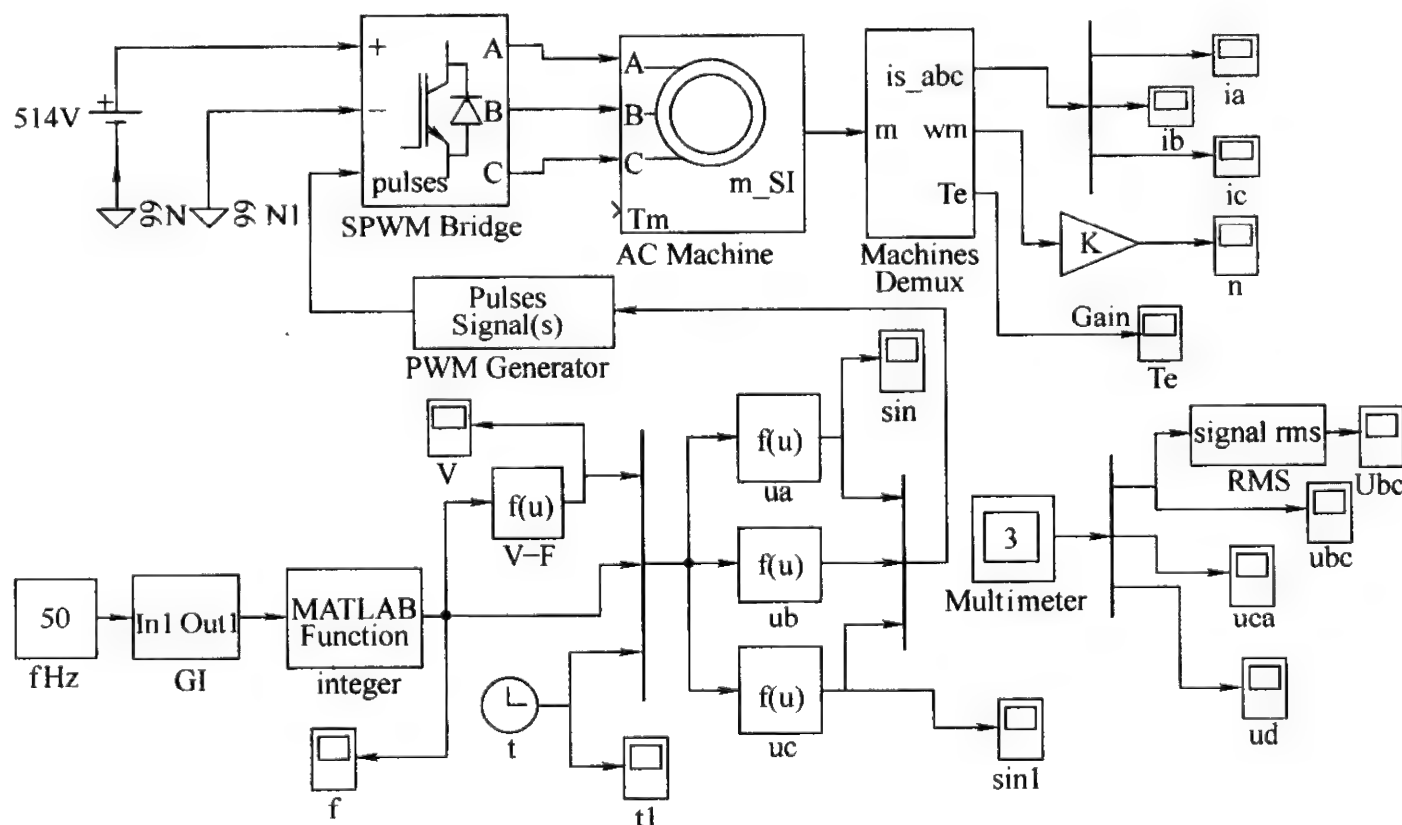 514V
+
+
−
pulses
A
B
C
SPWM Bridge
N 66
N1 66
A
B
C
m_SI
Tm
AC Machine
m
is_abc
wm
Te
Machines
Demux
ia
ib
ic
K
n
Gain
Te
Pulses
Signal(s)
PWM Generator
V
f(u)
V−F
f(u)
ua
sin
f(u)
ub
f(u)
uc
sin1
50
fHz
In1 Out1
GI
MATLAB
Function
integer
f
t
t1
3
Multimeter
signal rms
RMS
Ubc
ubc
uca
ud